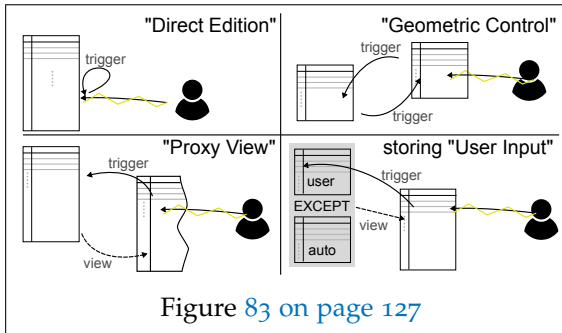 "Direct Edition"
trigger
"Geometric Control"
trigger
trigger
"Proxy View"
trigger
view
storing "User Input"
trigger
user
EXCEPT
view
auto
Figure 83 on page 127